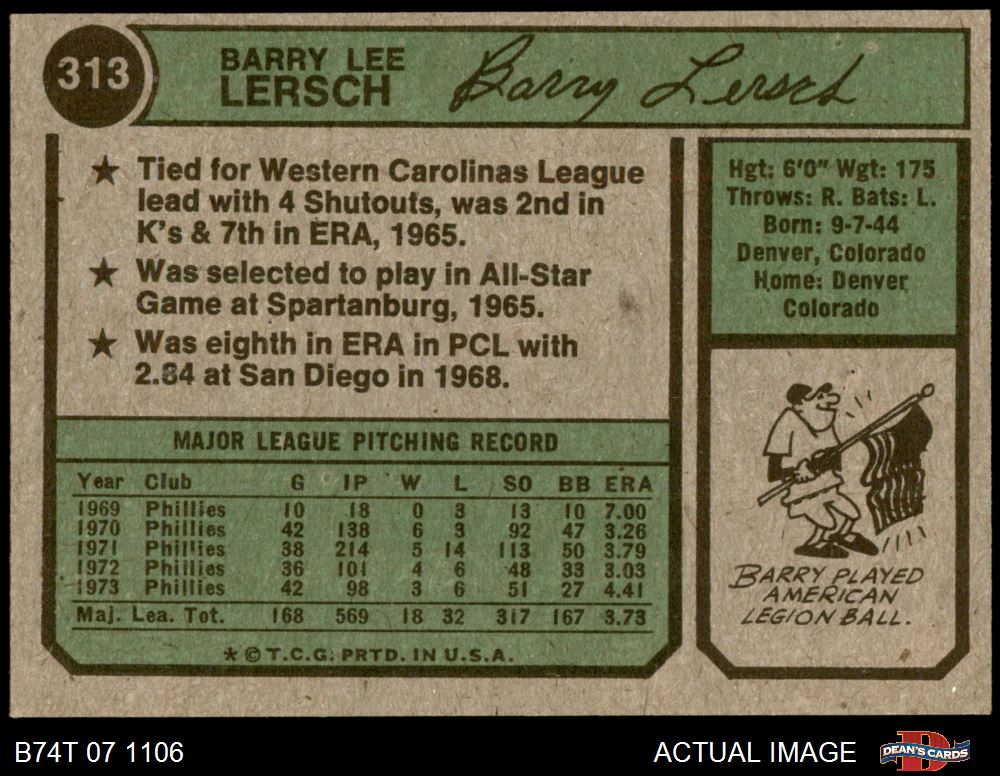 313
BARRY LEE
LERSCH
Barry Lersch
★ Tied for Western Carolinas League
lead with 4 Shutouts, was 2nd in
K's & 7th in ERA, 1965.
★ Was selected to play in All-Star
Game at Spartanburg, 1965.
★ Was eighth in ERA in PCL with
2.84 at San Diego in 1968.
Hgt: 6'0" Wgt: 175
Throws: R. Bats: L.
Born: 9-7-44
Denver, Colorado
Home: Denver
Colorado
MAJOR LEAGUE PITCHING RECORD
Year Club G IP W L SO BB ERA
1969 Phillies 10 18 0 3 13 10 7.00
1970 Phillies 42 138 6 3 92 47 3.26
1971 Phillies 38 214 5 14 113 50 3.79
1972 Phillies 36 101 4 6 48 33 3.03
1973 Phillies 42 98 3 6 51 27 4.41
Maj. Lea. Tot. 168 569 18 32 317 167 3.73
★ © T.C.G. PRTD. IN U.S.A.
BARRY PLAYED
AMERICAN
LEGION BALL.
B74T 07 1106
ACTUAL IMAGE
DEAN'S CARDS